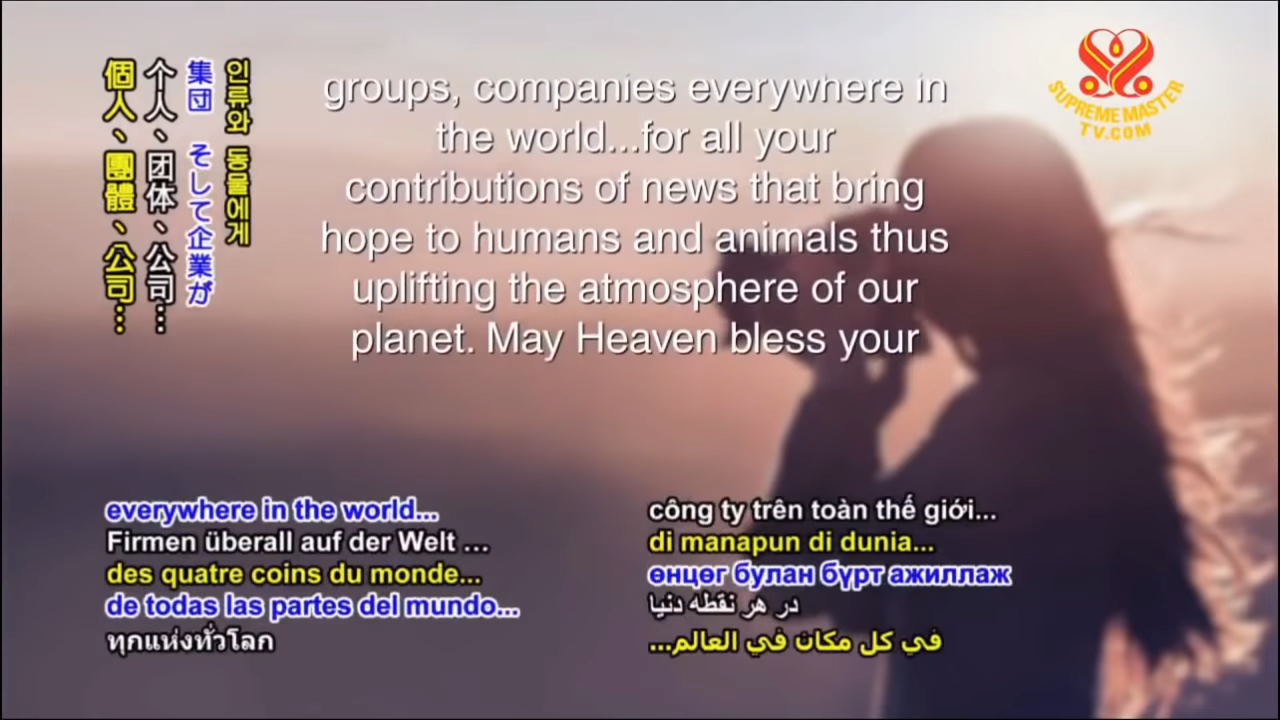 인류와 동물에게
集団 そして企業が
个人、团体、公司…
個人、團體、公司…
groups, companies everywhere in
the world...for all your
contributions of news that bring
hope to humans and animals thus
uplifting the atmosphere of our
planet. May Heaven bless your
SUPREME MASTER
TV.COM
everywhere in the world...
Firmen überall auf der Welt ...
des quatre coins du monde...
de todas las partes del mundo...
ทุกแห่งทั่วโลก
công ty trên toàn thế giới...
di manapun di dunia...
өнцөг булан бүрт ажиллаж
در هر نقطه دنیا
في كل مكان في العالم...